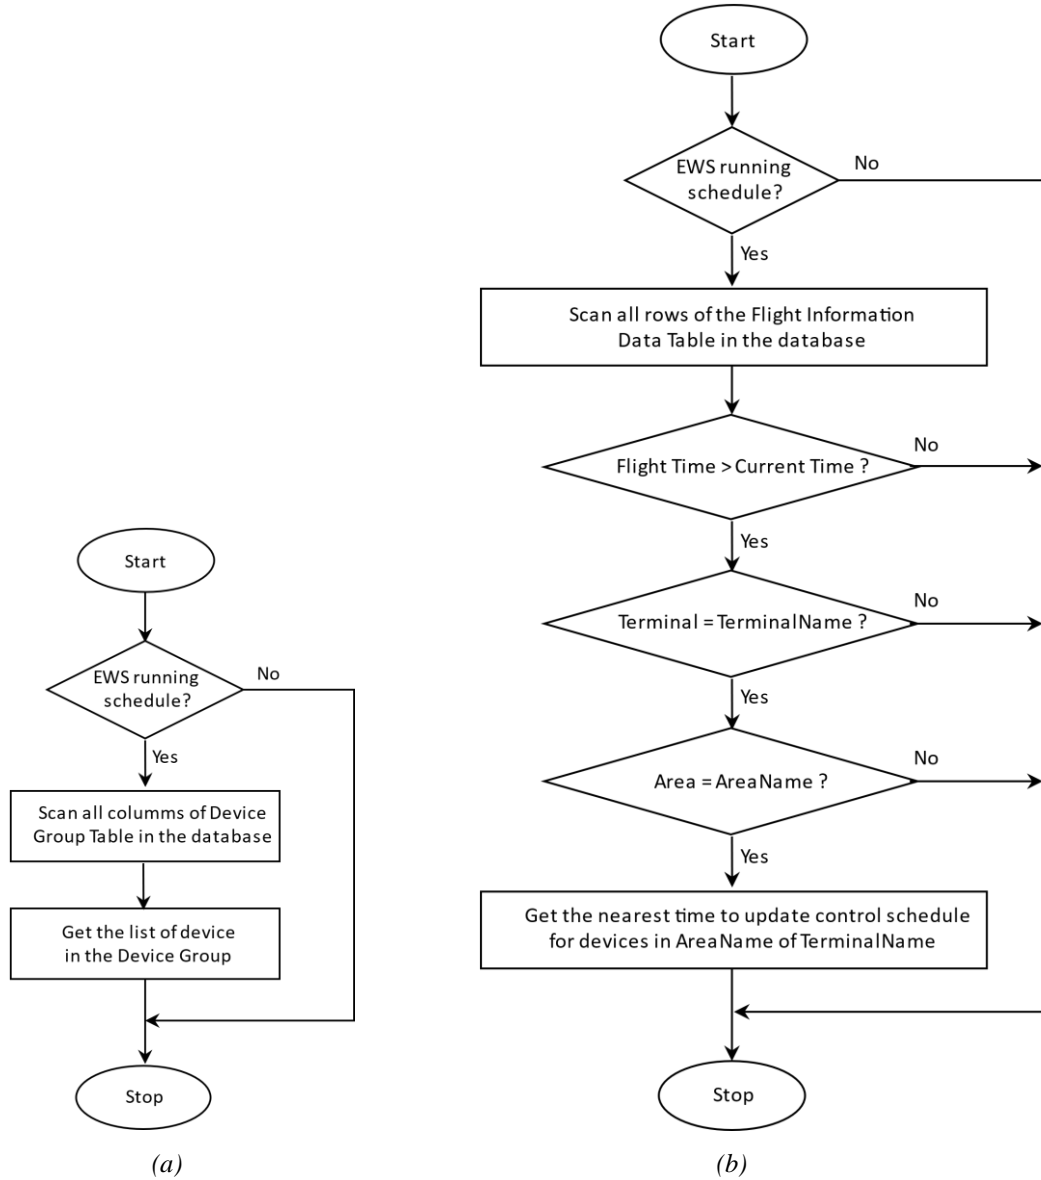 Start
EWS running
schedule?
No
Yes
Scan all columms of Device
Group Table in the database
Get the list of device
in the Device Group
Stop
(a)
Start
EWS running
schedule?
No
Yes
Scan all rows of the Flight Information
Data Table in the database
Flight Time > Current Time ?
No
Yes
Terminal = TerminalName ?
No
Yes
Area = AreaName ?
No
Yes
Get the nearest time to update control schedule
for devices in AreaName of TerminalName
Stop
(b)